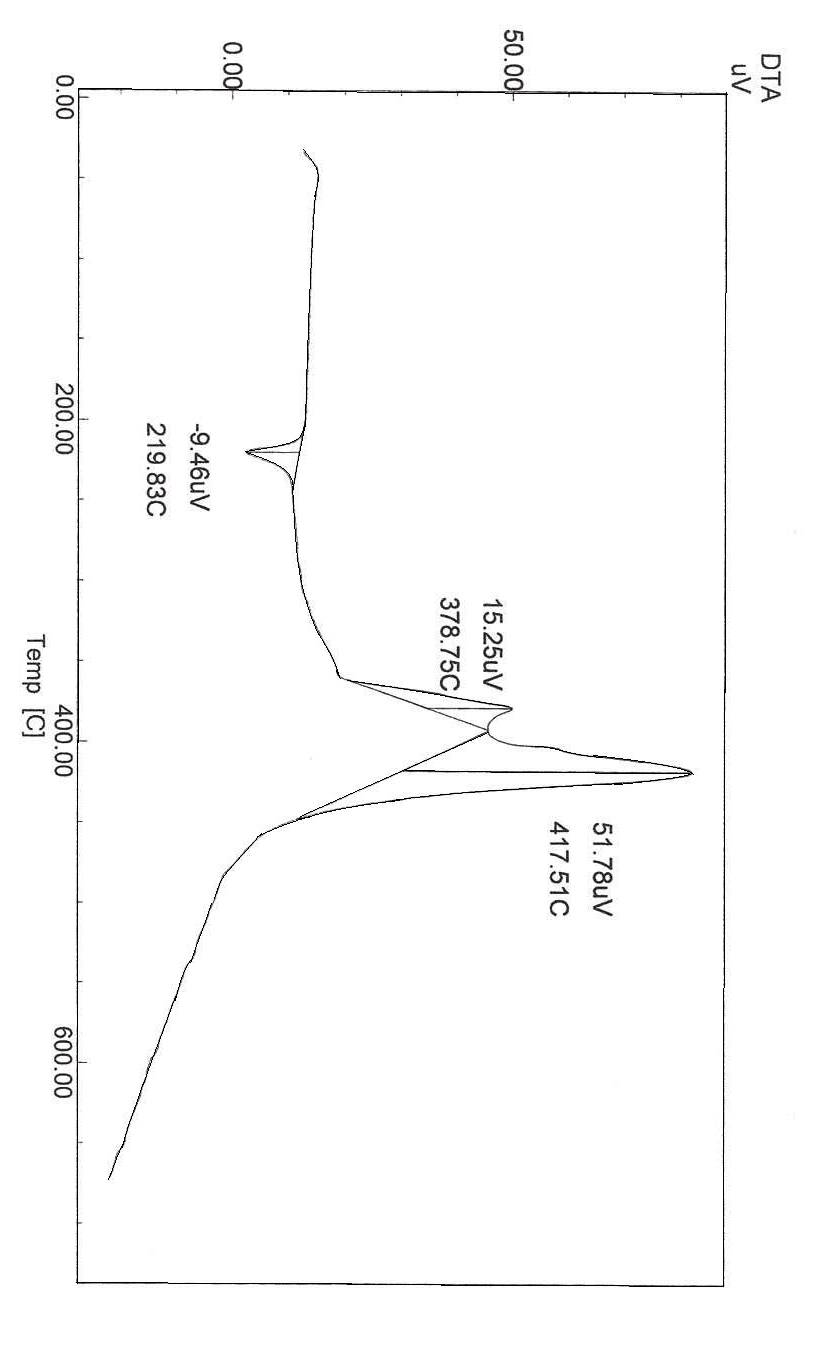 DTA
uV
50.00
0.00
0.00
200.00
400.00
600.00
Temp [C]
-9.46uV
219.83C
15.25uV
378.75C
51.78uV
417.51C